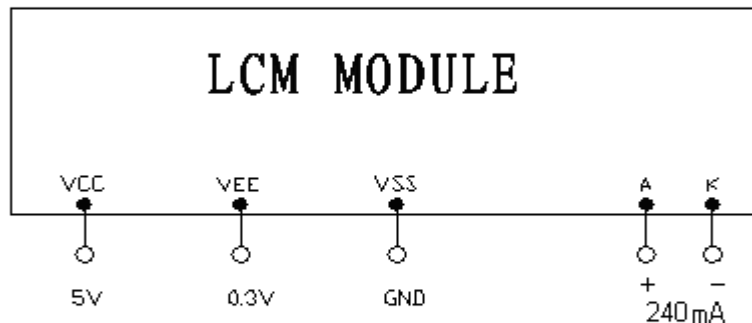 LCM MODULE
VCC VEE VSS A K
5V 0.3V GND + -
240mA